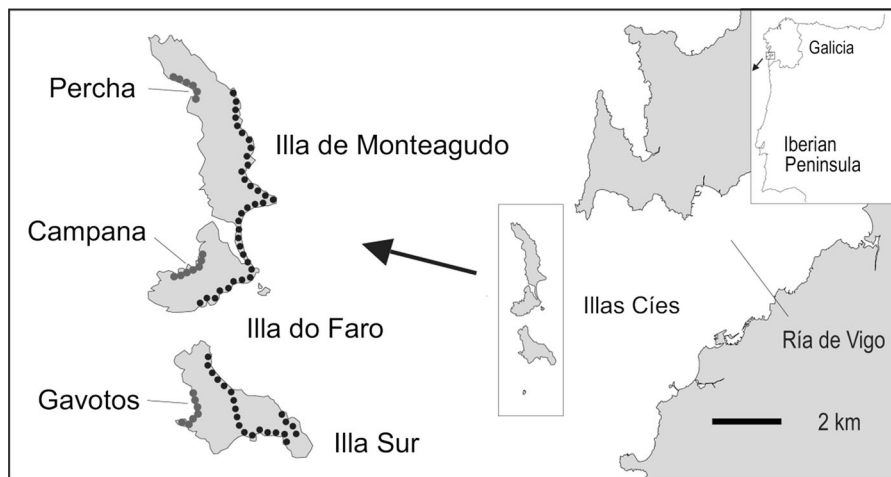 Percha
Illa de Monteagudo
Campana
Illa do Faro
Gavotos
Illa Sur
Galicia
Iberian
Peninsula
Illas Cíes
Ría de Vigo
2 km